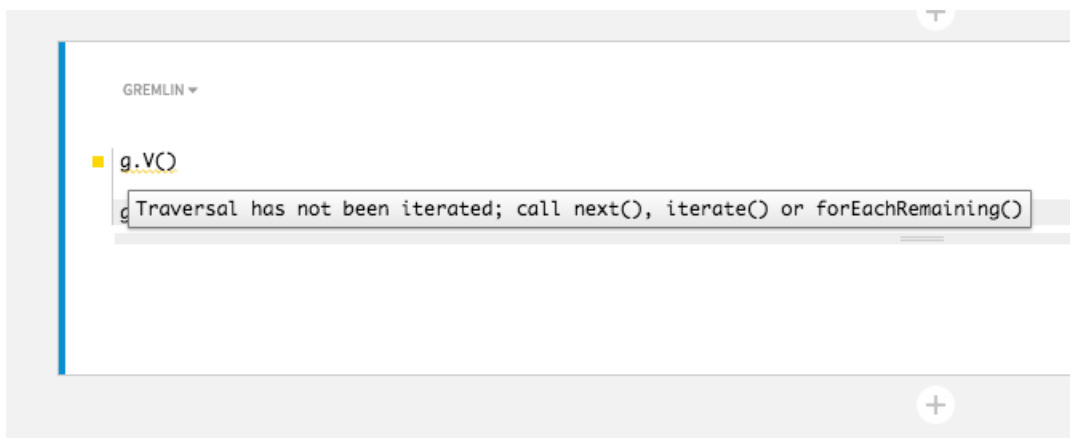 GREMLIN
g.V()
g
Traversal has not been iterated; call next(), iterate() or forEachRemaining()